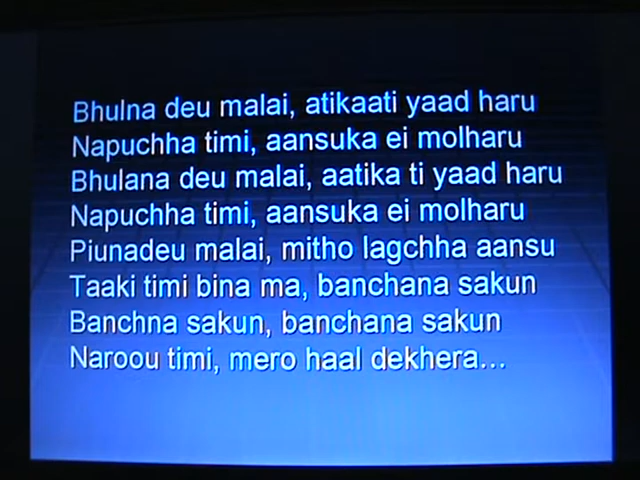 Bhulna deu malai, atikaati yaad haru
Napuchha timi, aansuka ei molharu
Bhulana deu malai, aatika ti yaad haru
Napuchha timi, aansuka ei molharu
Piunadeu malai, mitho lagchha aansu
Taaki timi bina ma, banchana sakun
Banchna sakun, banchana sakun
Naroou timi, mero haal dekhera...